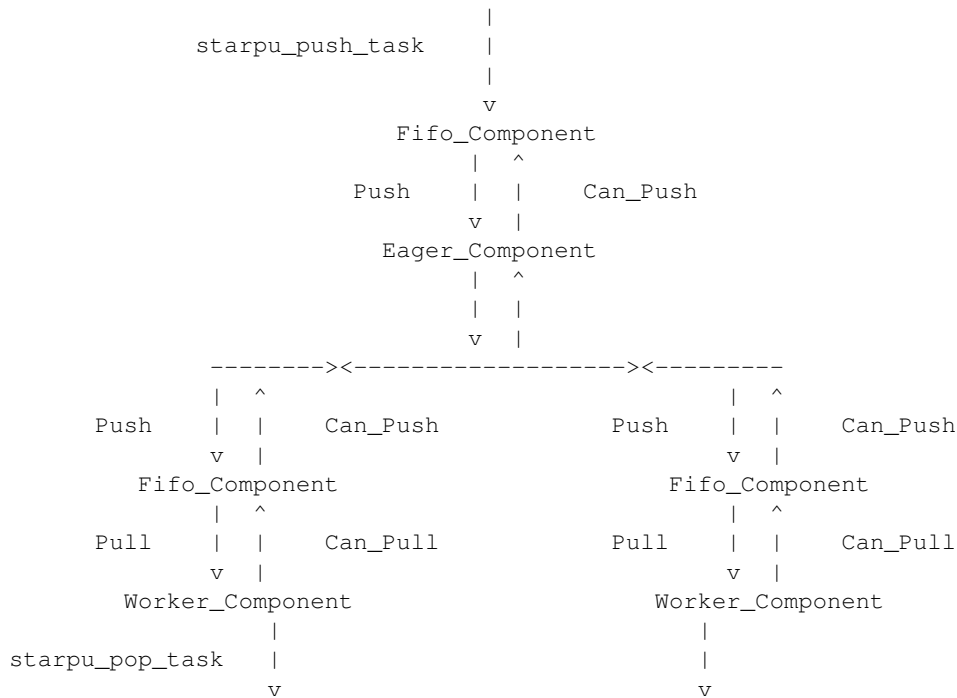 |
starpu_push_task |
|
v
Fifo_Component
| ^
Push | | Can_Push
v |
Eager_Component
| ^
| |
v |
--------><-------------------><---------
| ^ | ^
Push | | Can_Push Push | | Can_Push
v | v |
Fifo_Component Fifo_Component
| ^ | ^
Pull | | Can_Pull Pull | | Can_Pull
v | v |
Worker_Component Worker_Component
| |
starpu_pop_task | |
v v